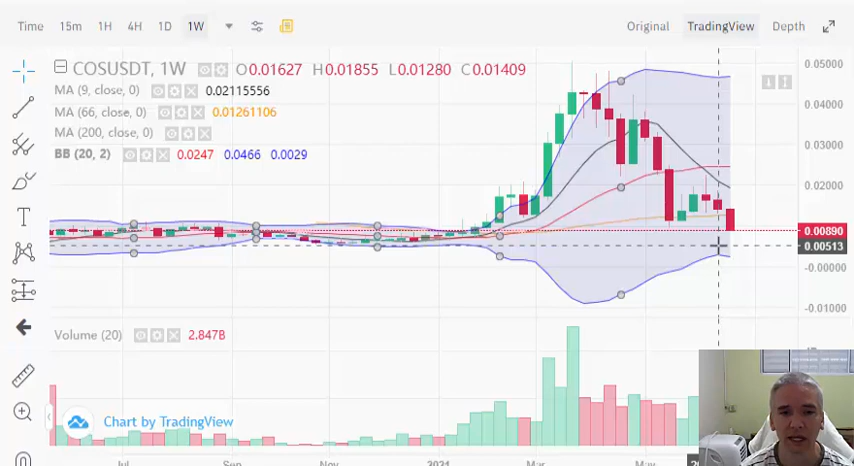 Time 15m 1H 4H 1D 1W Original TradingView Depth
COSUSDT, 1W O0.01627 H0.01855 L0.01280 C0.01409
MA (9, close, 0) 0.02115556
MA (66, close, 0) 0.01261106
MA (200, close, 0)
BB (20, 2) 0.0247 0.0466 0.0029
0.05000
0.04000
0.03000
0.02000
0.00890
0.00513
-0.00000
-0.01000
Volume (20) 2.847B
Chart by TradingView
Jul Sep Nov 2021 Mar May